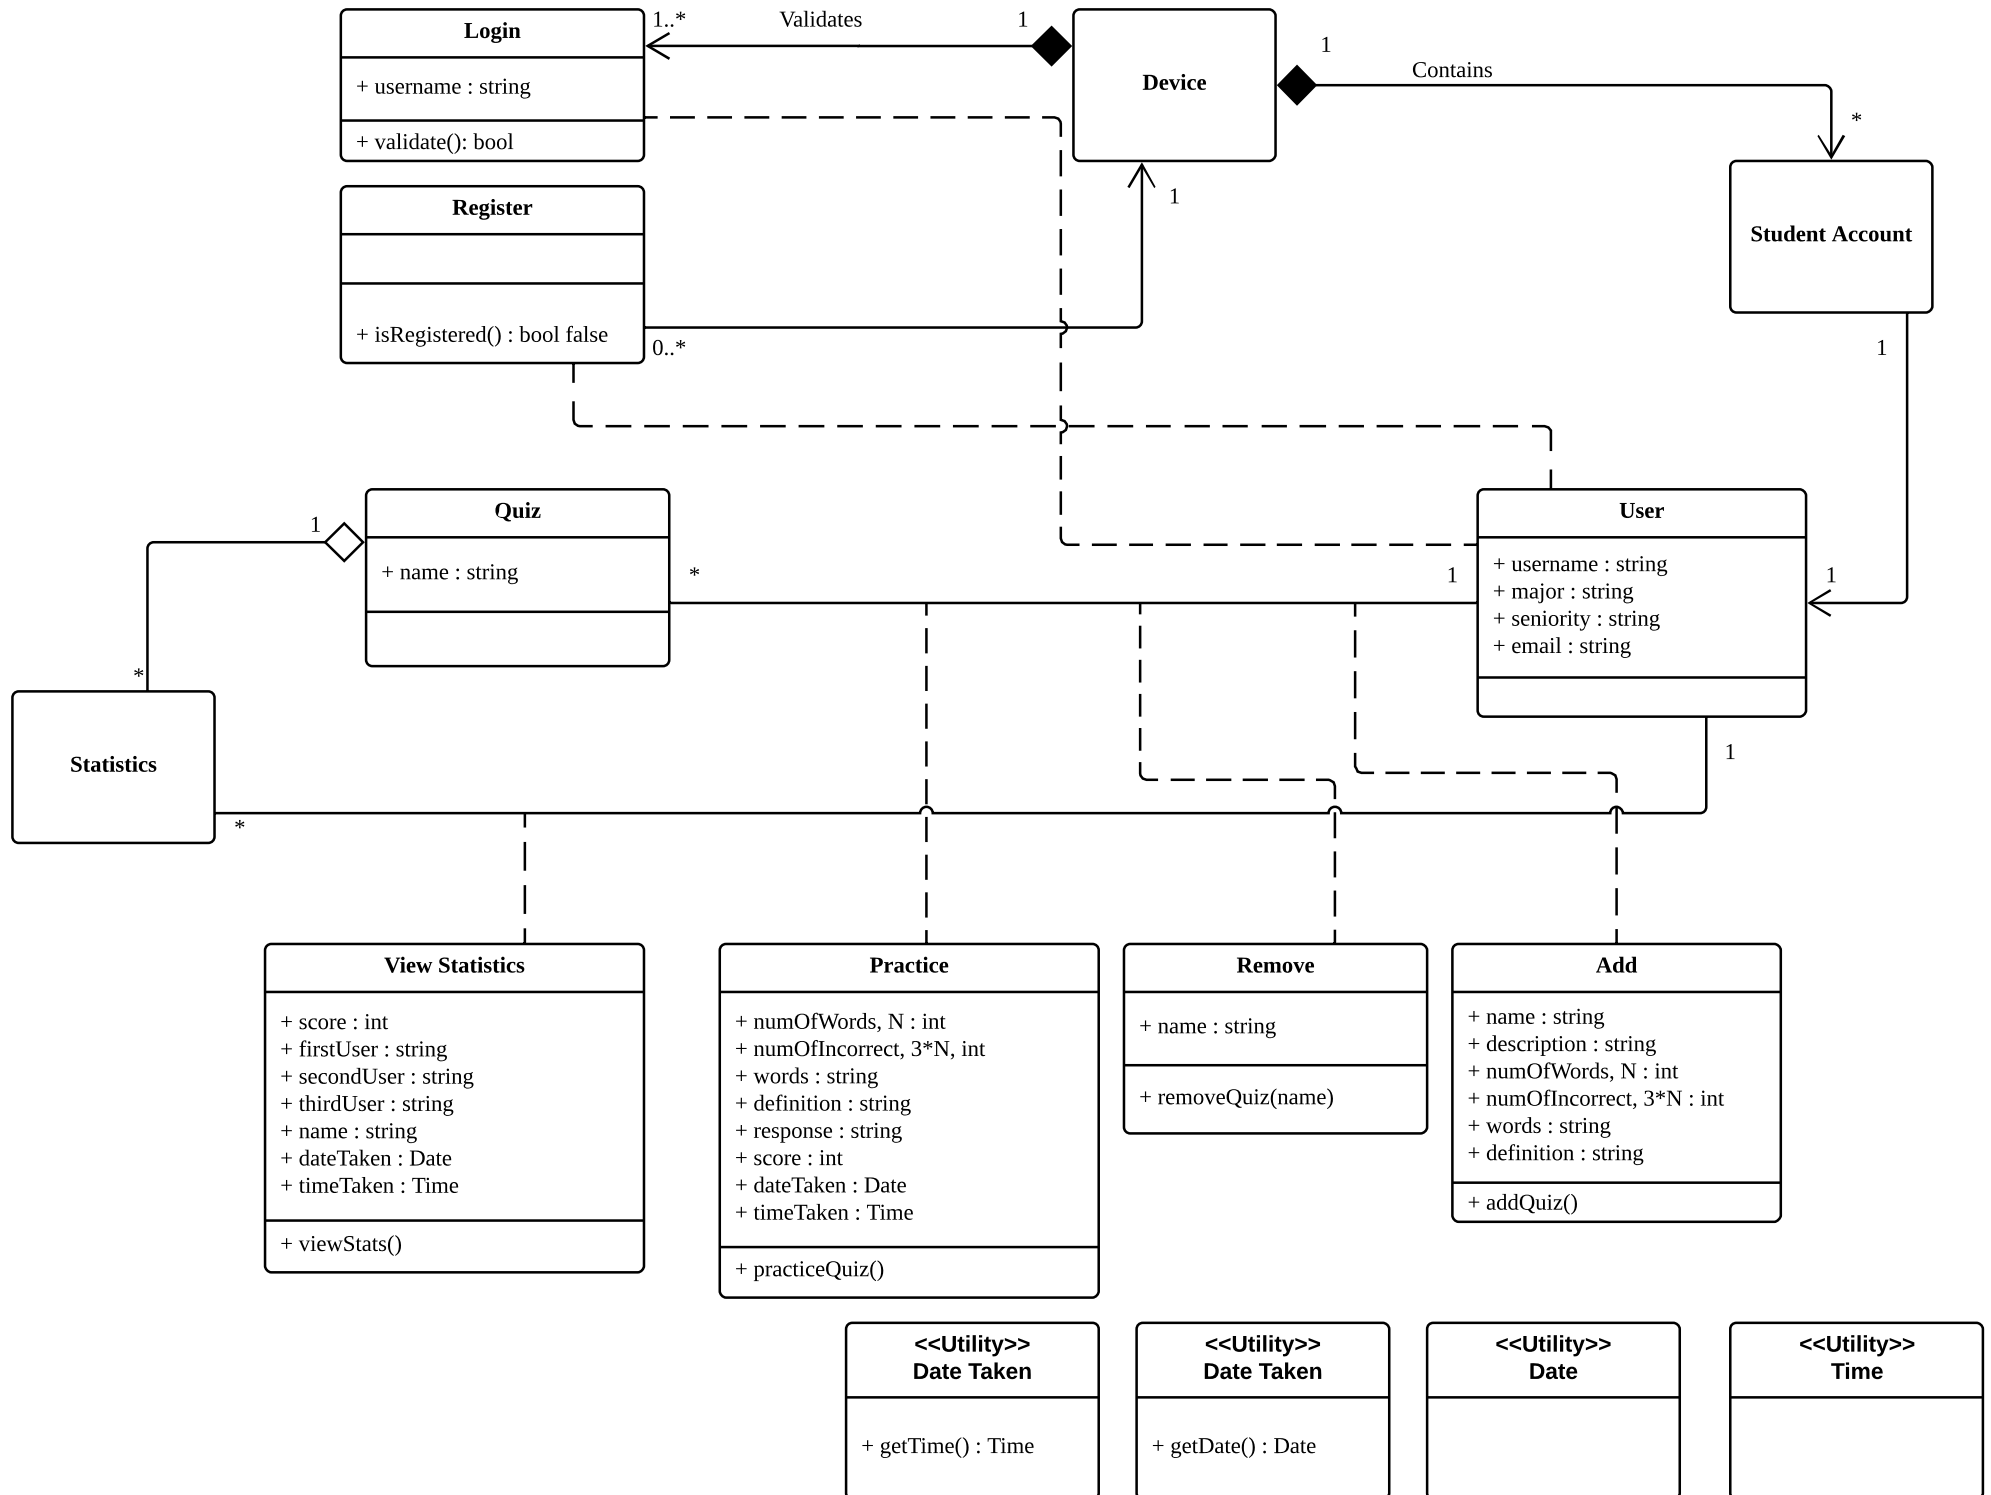 Login
+ username : string
+ validate(): bool
1..*
Validates
1
Device
1
Contains
*
Student Account
Register
+ isRegistered() : bool false
0..*
1
1
Quiz
+ name : string
1
*
*
1
User
+ username : string
+ major : string
+ seniority : string
+ email : string
1
1
Statistics
*
View Statistics
+ score : int
+ firstUser : string
+ secondUser : string
+ thirdUser : string
+ name : string
+ dateTaken : Date
+ timeTaken : Time
+ viewStats()
Practice
+ numOfWords, N : int
+ numOfIncorrect, 3*N, int
+ words : string
+ definition : string
+ response : string
+ score : int
+ dateTaken : Date
+ timeTaken : Time
+ practiceQuiz()
Remove
+ name : string
+ removeQuiz(name)
Add
+ name : string
+ description : string
+ numOfWords, N : int
+ numOfIncorrect, 3*N : int
+ words : string
+ definition : string
+ addQuiz()
<<Utility>>
Date Taken
+ getTime() : Time
<<Utility>>
Date Taken
+ getDate() : Date
<<Utility>>
Date
<<Utility>>
Time